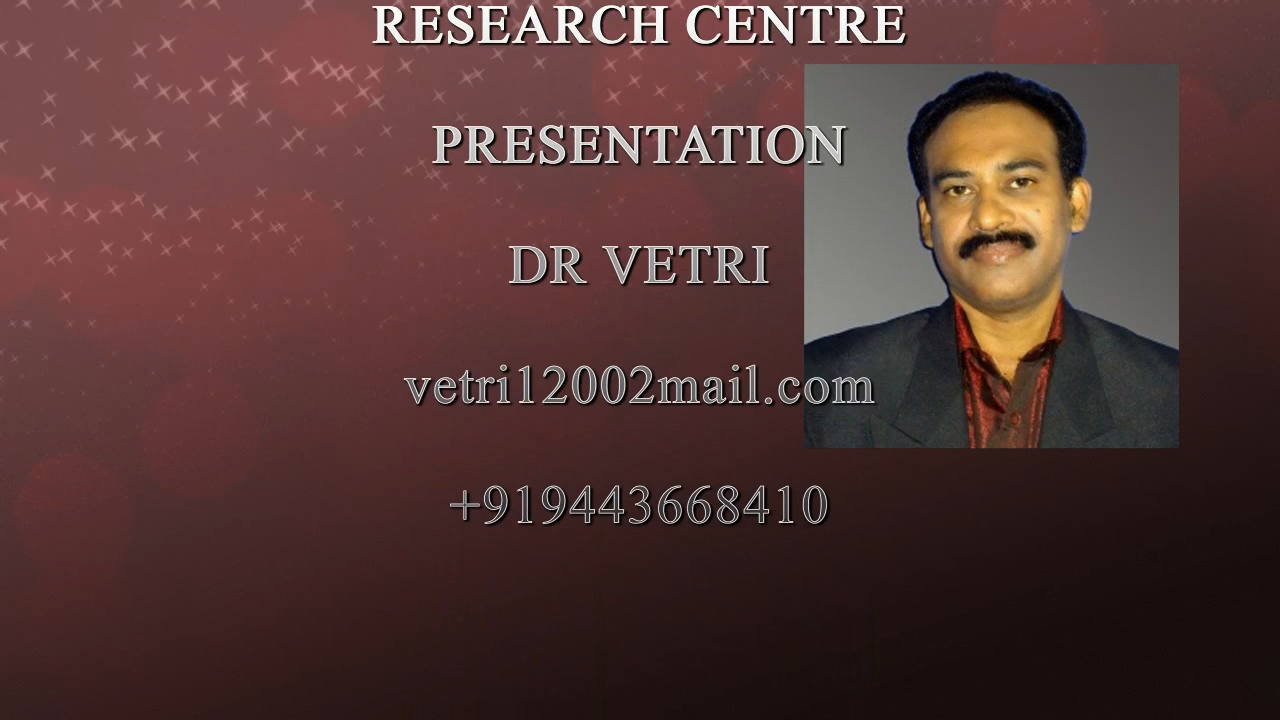 RESEARCH CENTRE
PRESENTATION
DR VETRI
vetri12002mail.com
+919443668410